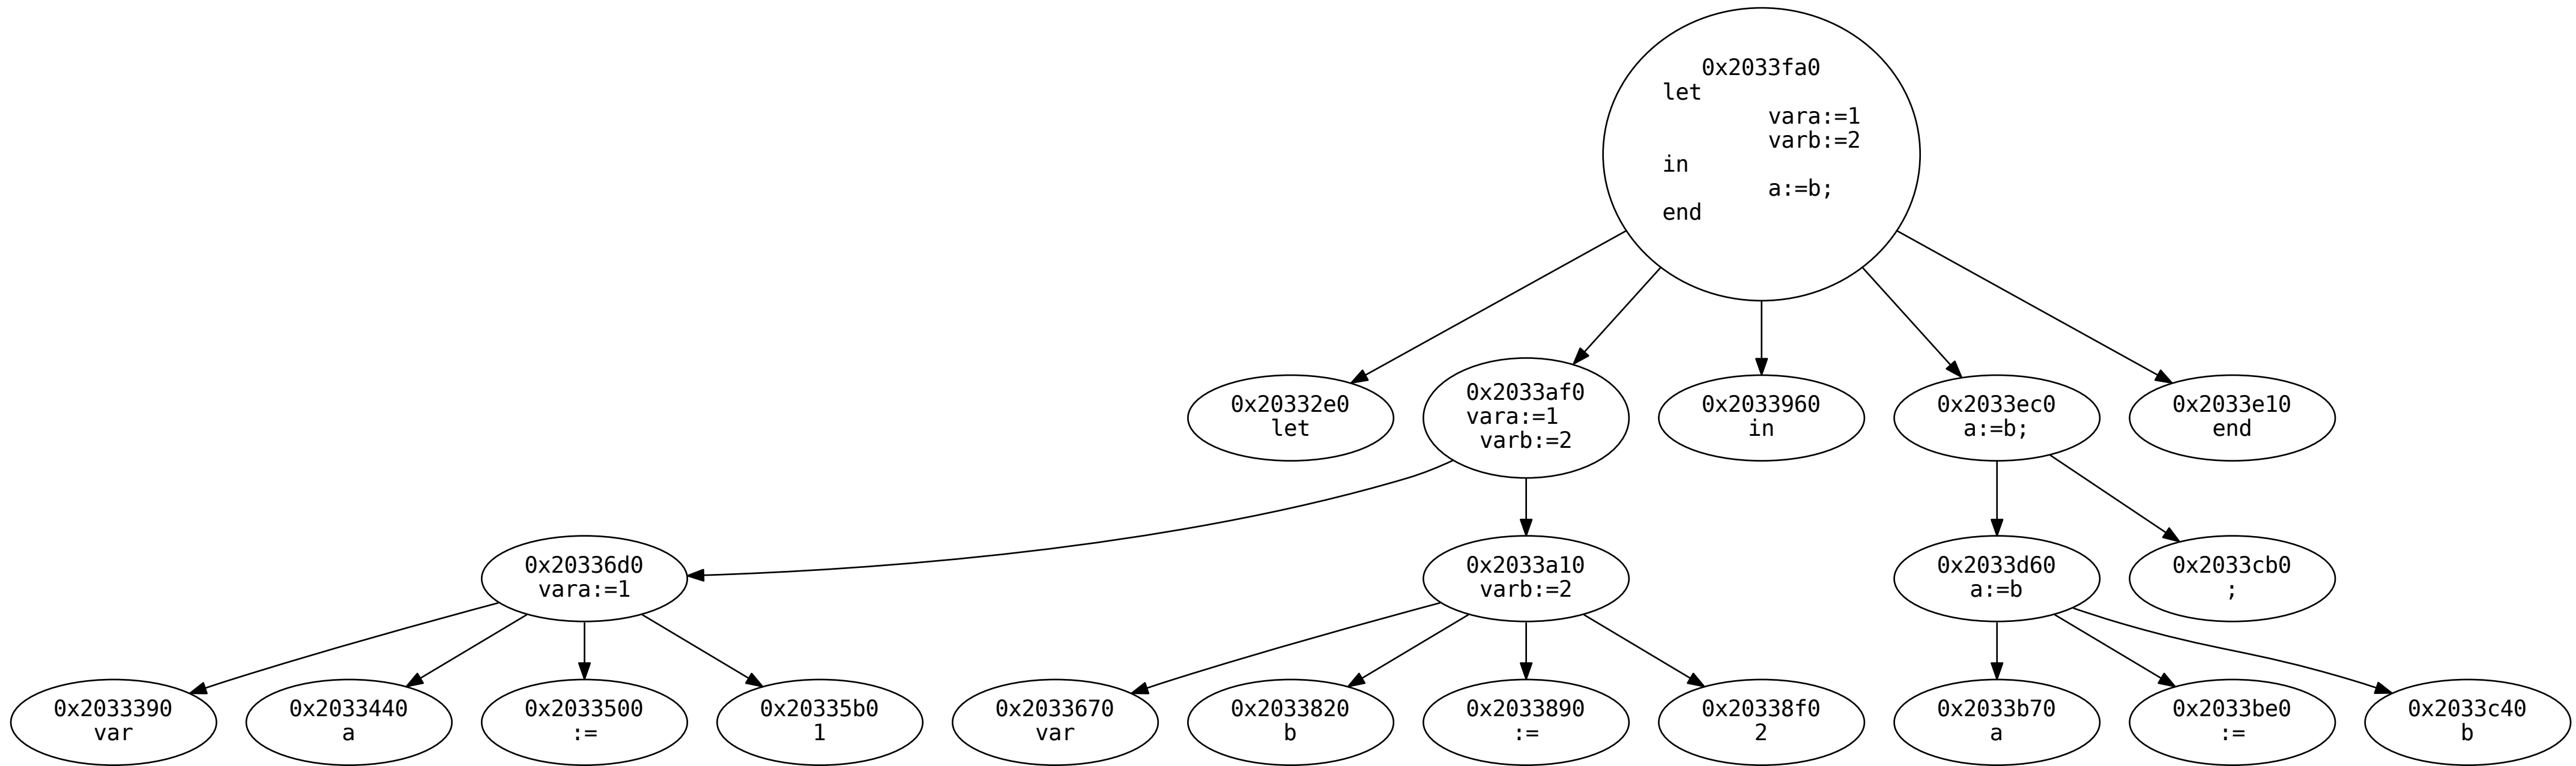 0x2033fa0
let
vara:=1
varb:=2
in
a:=b;
end
0x20332e0
let
0x2033af0
vara:=1
varb:=2
0x2033960
in
0x2033ec0
a:=b;
0x2033e10
end
0x20336d0
vara:=1
0x2033a10
varb:=2
0x2033d60
a:=b
0x2033cb0
;
0x2033390
var
0x2033440
a
0x2033500
:=
0x20335b0
1
0x2033670
var
0x2033820
b
0x2033890
:=
0x20338f0
2
0x2033b70
a
0x2033be0
:=
0x2033c40
b